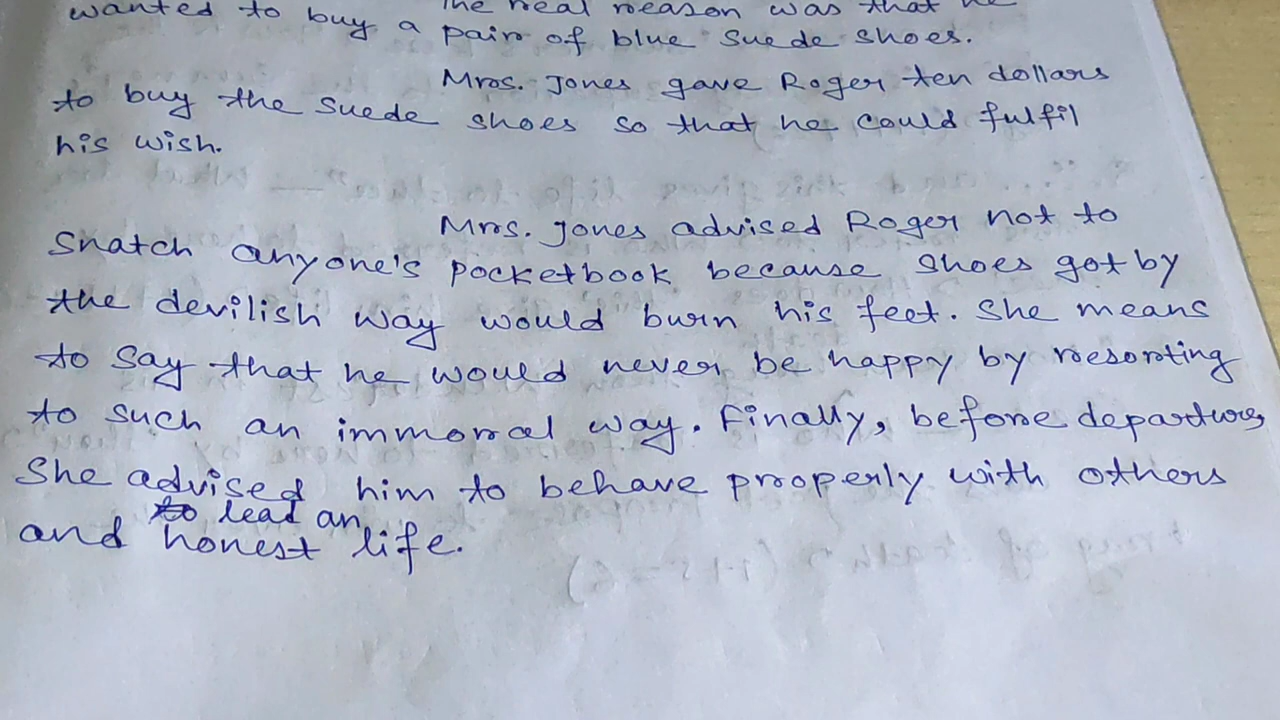 The real reason was that he
wanted to buy a pair of blue suede shoes.
Mrs. Jones gave Roger ten dollars
to buy the suede shoes so that he could fulfil
his wish.
Mrs. Jones advised Roger not to
snatch anyone's pocketbook because shoes got by
the devilish way would burn his feet. She means
to say that he would never be happy by resorting
to such an immoral way. Finally, before departure,
She advised him to behave properly with others
to lead an
and honest life.